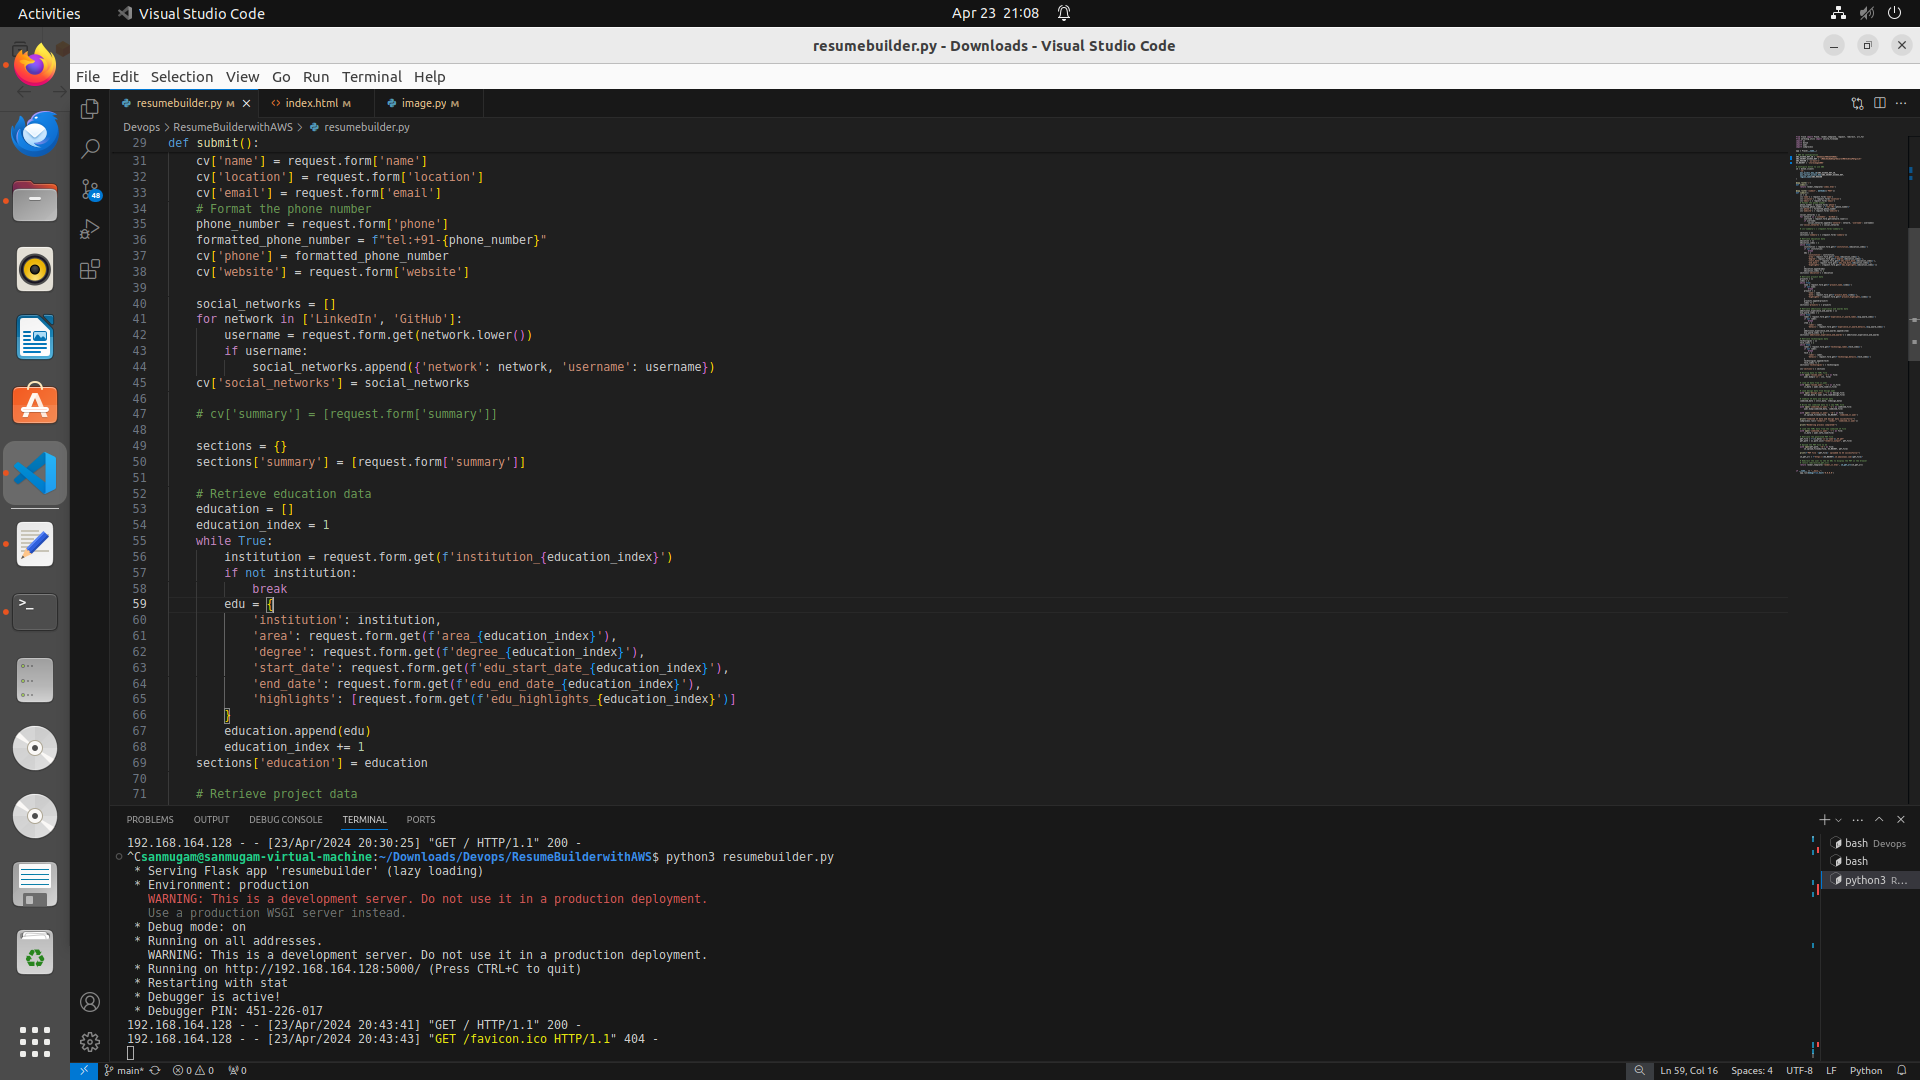 Activities
Visual Studio Code
Apr 23 21:08
resumebuilder.py - Downloads - Visual Studio Code
File Edit Selection View Go Run Terminal Help
resumebuilder.py M
index.html M
image.py M
Devops > ResumeBuilderwithAWS > resumebuilder.py
29 def submit():
31 cv['name'] = request.form['name']
32 cv['location'] = request.form['location']
33 cv['email'] = request.form['email']
34 # Format the phone number
35 phone_number = request.form['phone']
36 formatted_phone_number = f"tel:+91-{phone_number}"
37 cv['phone'] = formatted_phone_number
38 cv['website'] = request.form['website']
39
40 social_networks = []
41 for network in ['LinkedIn', 'GitHub']:
42 username = request.form.get(network.lower())
43 if username:
44 social_networks.append({'network': network, 'username': username})
45 cv['social_networks'] = social_networks
46
47 # cv['summary'] = [request.form['summary']]
48
49 sections = {}
50 sections['summary'] = [request.form['summary']]
51
52 # Retrieve education data
53 education = []
54 education_index = 1
55 while True:
56 institution = request.form.get(f'institution_{education_index}')
57 if not institution:
58 break
59 edu = {
60 'institution': institution,
61 'area': request.form.get(f'area_{education_index}'),
62 'degree': request.form.get(f'degree_{education_index}'),
63 'start_date': request.form.get(f'edu_start_date_{education_index}'),
64 'end_date': request.form.get(f'edu_end_date_{education_index}'),
65 'highlights': [request.form.get(f'edu_highlights_{education_index}')]
66 }
67 education.append(edu)
68 education_index += 1
69 sections['education'] = education
70
71 # Retrieve project data
48
PROBLEMS OUTPUT DEBUG CONSOLE TERMINAL PORTS
192.168.164.128 - - [23/Apr/2024 20:30:25] "GET / HTTP/1.1" 200 -
^Csanmugam@sanmugam-virtual-machine:~/Downloads/Devops/ResumeBuilderwithAWS$ python3 resumebuilder.py
* Serving Flask app 'resumebuilder' (lazy loading)
* Environment: production
WARNING: This is a development server. Do not use it in a production deployment.
Use a production WSGI server instead.
* Debug mode: on
* Running on all addresses.
WARNING: This is a development server. Do not use it in a production deployment.
* Running on http://192.168.164.128:5000/ (Press CTRL+C to quit)
* Restarting with stat
* Debugger is active!
* Debugger PIN: 451-226-017
192.168.164.128 - - [23/Apr/2024 20:43:41] "GET / HTTP/1.1" 200 -
192.168.164.128 - - [23/Apr/2024 20:43:43] "GET /favicon.ico HTTP/1.1" 404 -
bash Devops
bash
python3 R...
main* 0 0 0
Ln 59, Col 16 Spaces: 4 UTF-8 LF Python